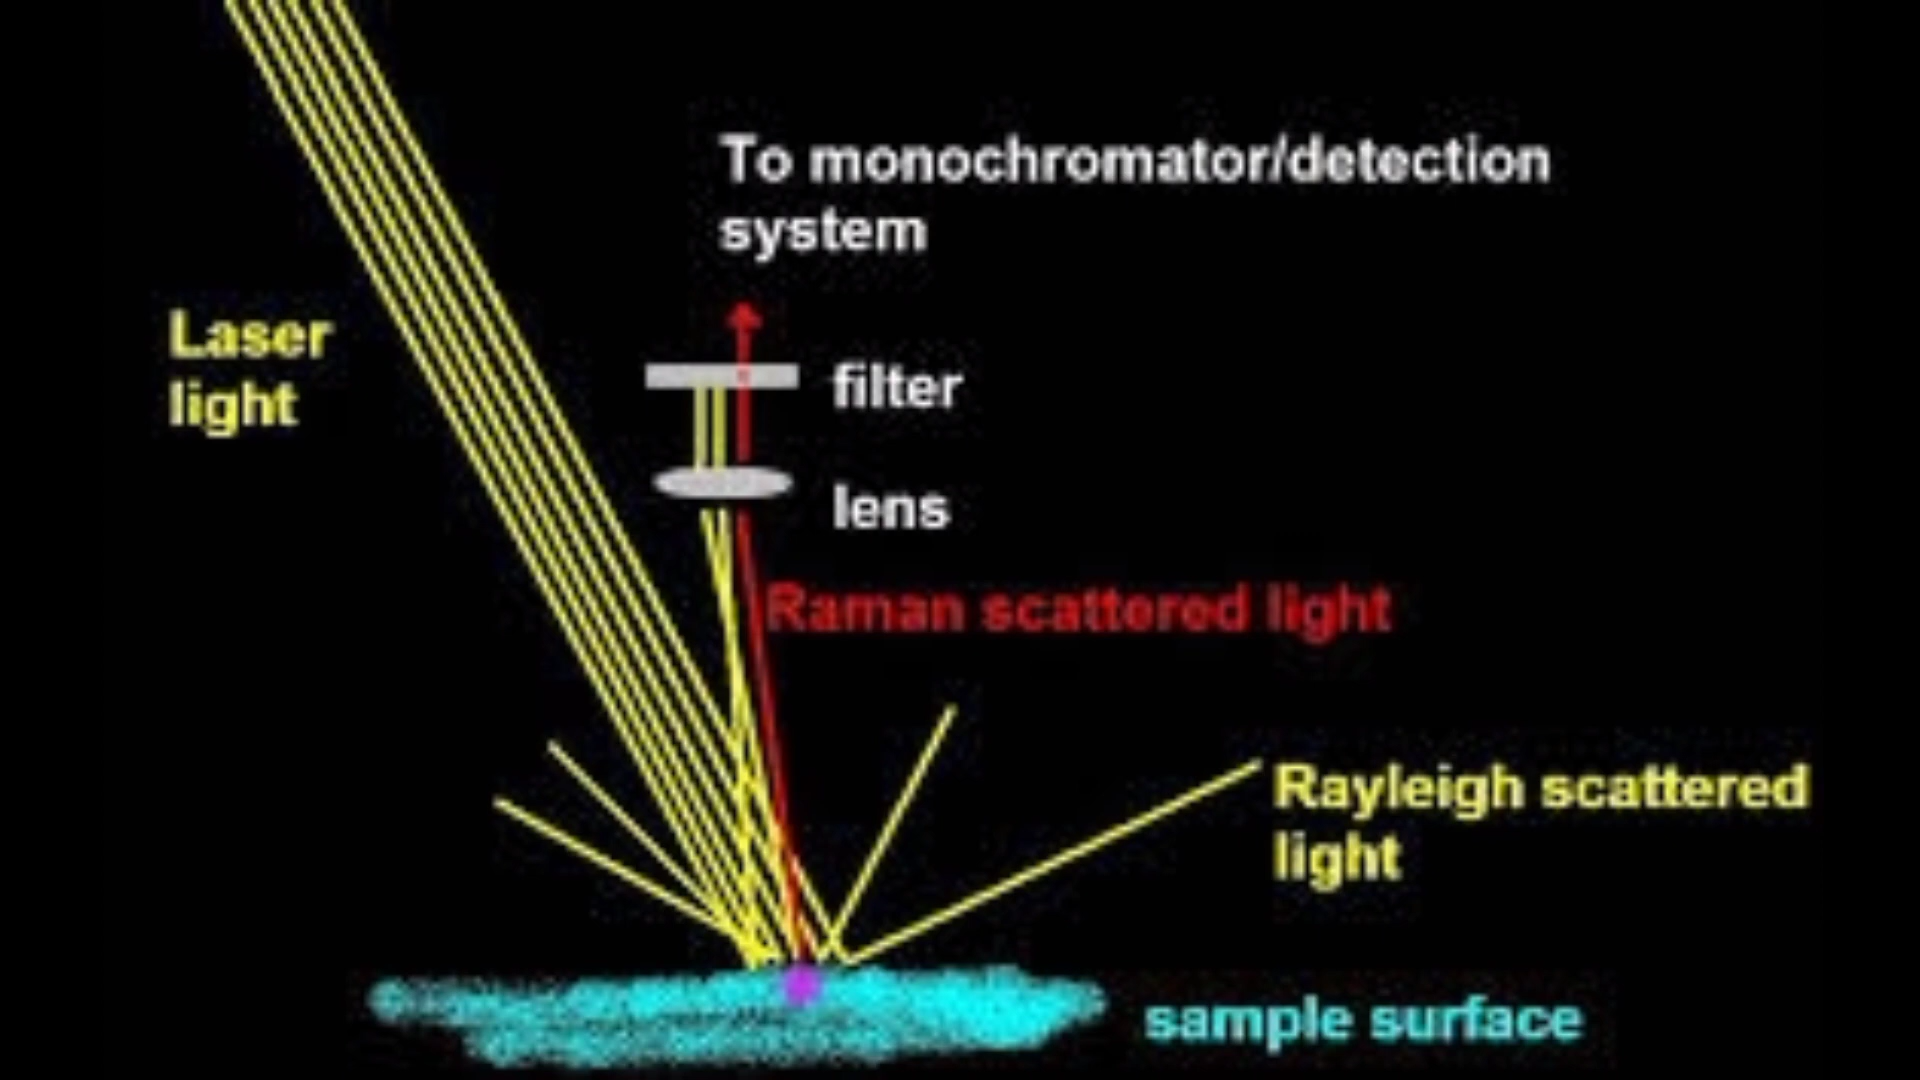 To monochromator/detection
system
Laser
light
filter
lens
Raman scattered light
Rayleigh scattered
light
sample surface